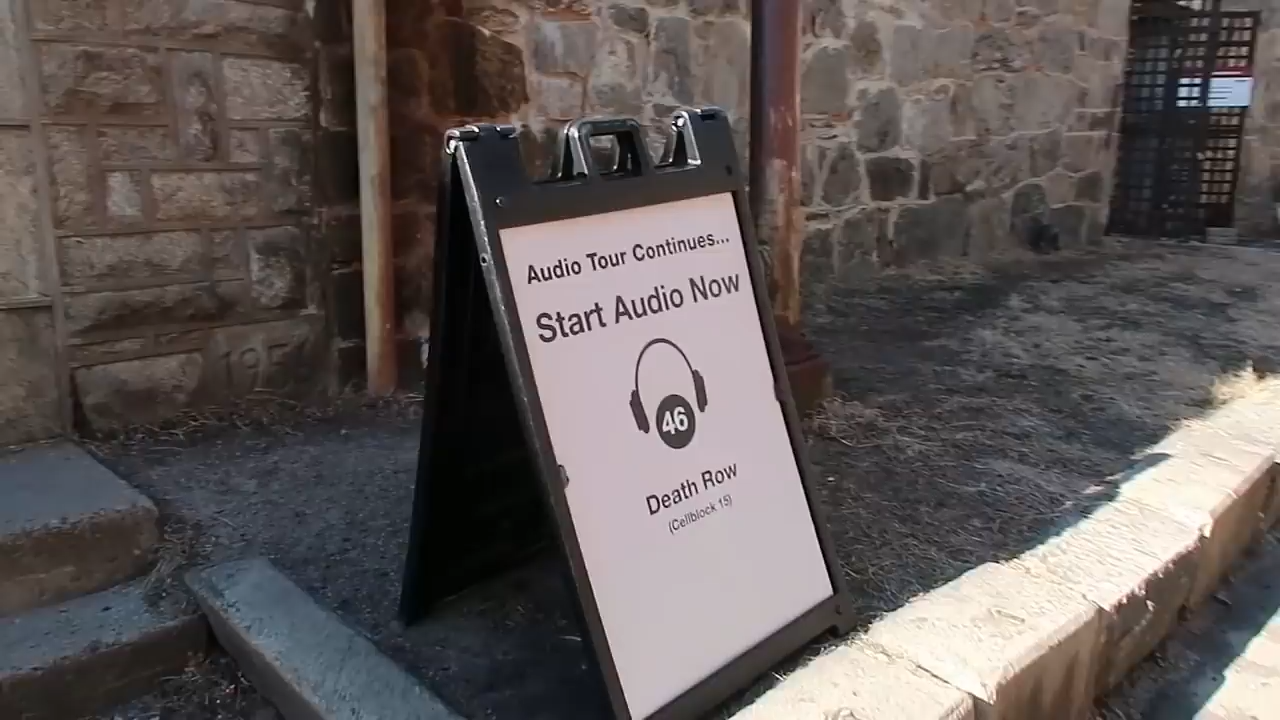 Audio Tour Continues...
Start Audio Now
46
Death Row
(Cellblock 15)